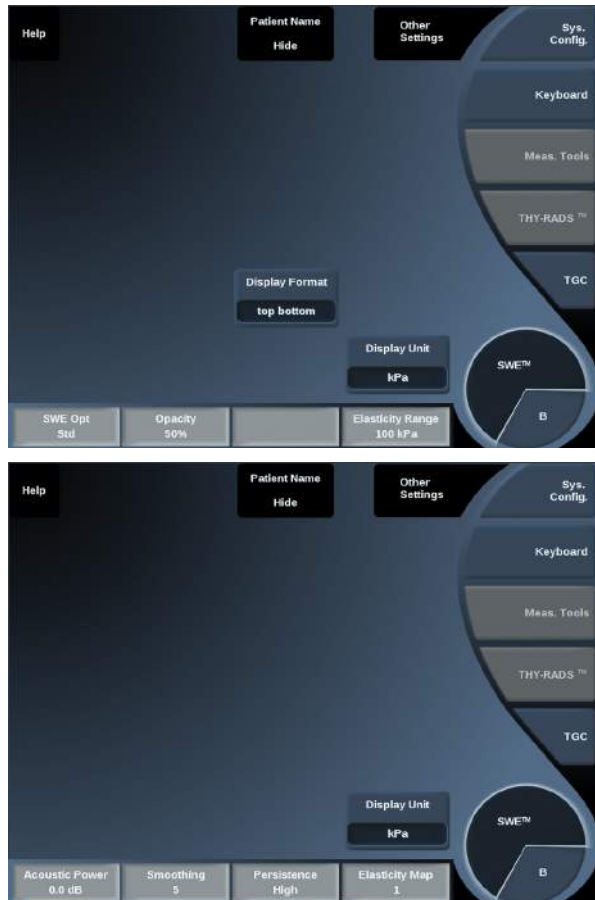 Help
Patient Name
Hide
Other
Settings
Sys.
Config.
Keyboard
Meas. Tools
THY-RADS ™
TGC
Display Format
top bottom
Display Unit
kPa
SWE™
B
SWE Opt
Std
Opacity
50%
Elasticity Range
100 kPa
Help
Patient Name
Hide
Other
Settings
Sys.
Config.
Keyboard
Meas. Tools
THY-RADS ™
TGC
Display Unit
kPa
SWE™
B
Acoustic Power
0.0 dB
Smoothing
5
Persistence
High
Elasticity Map
1